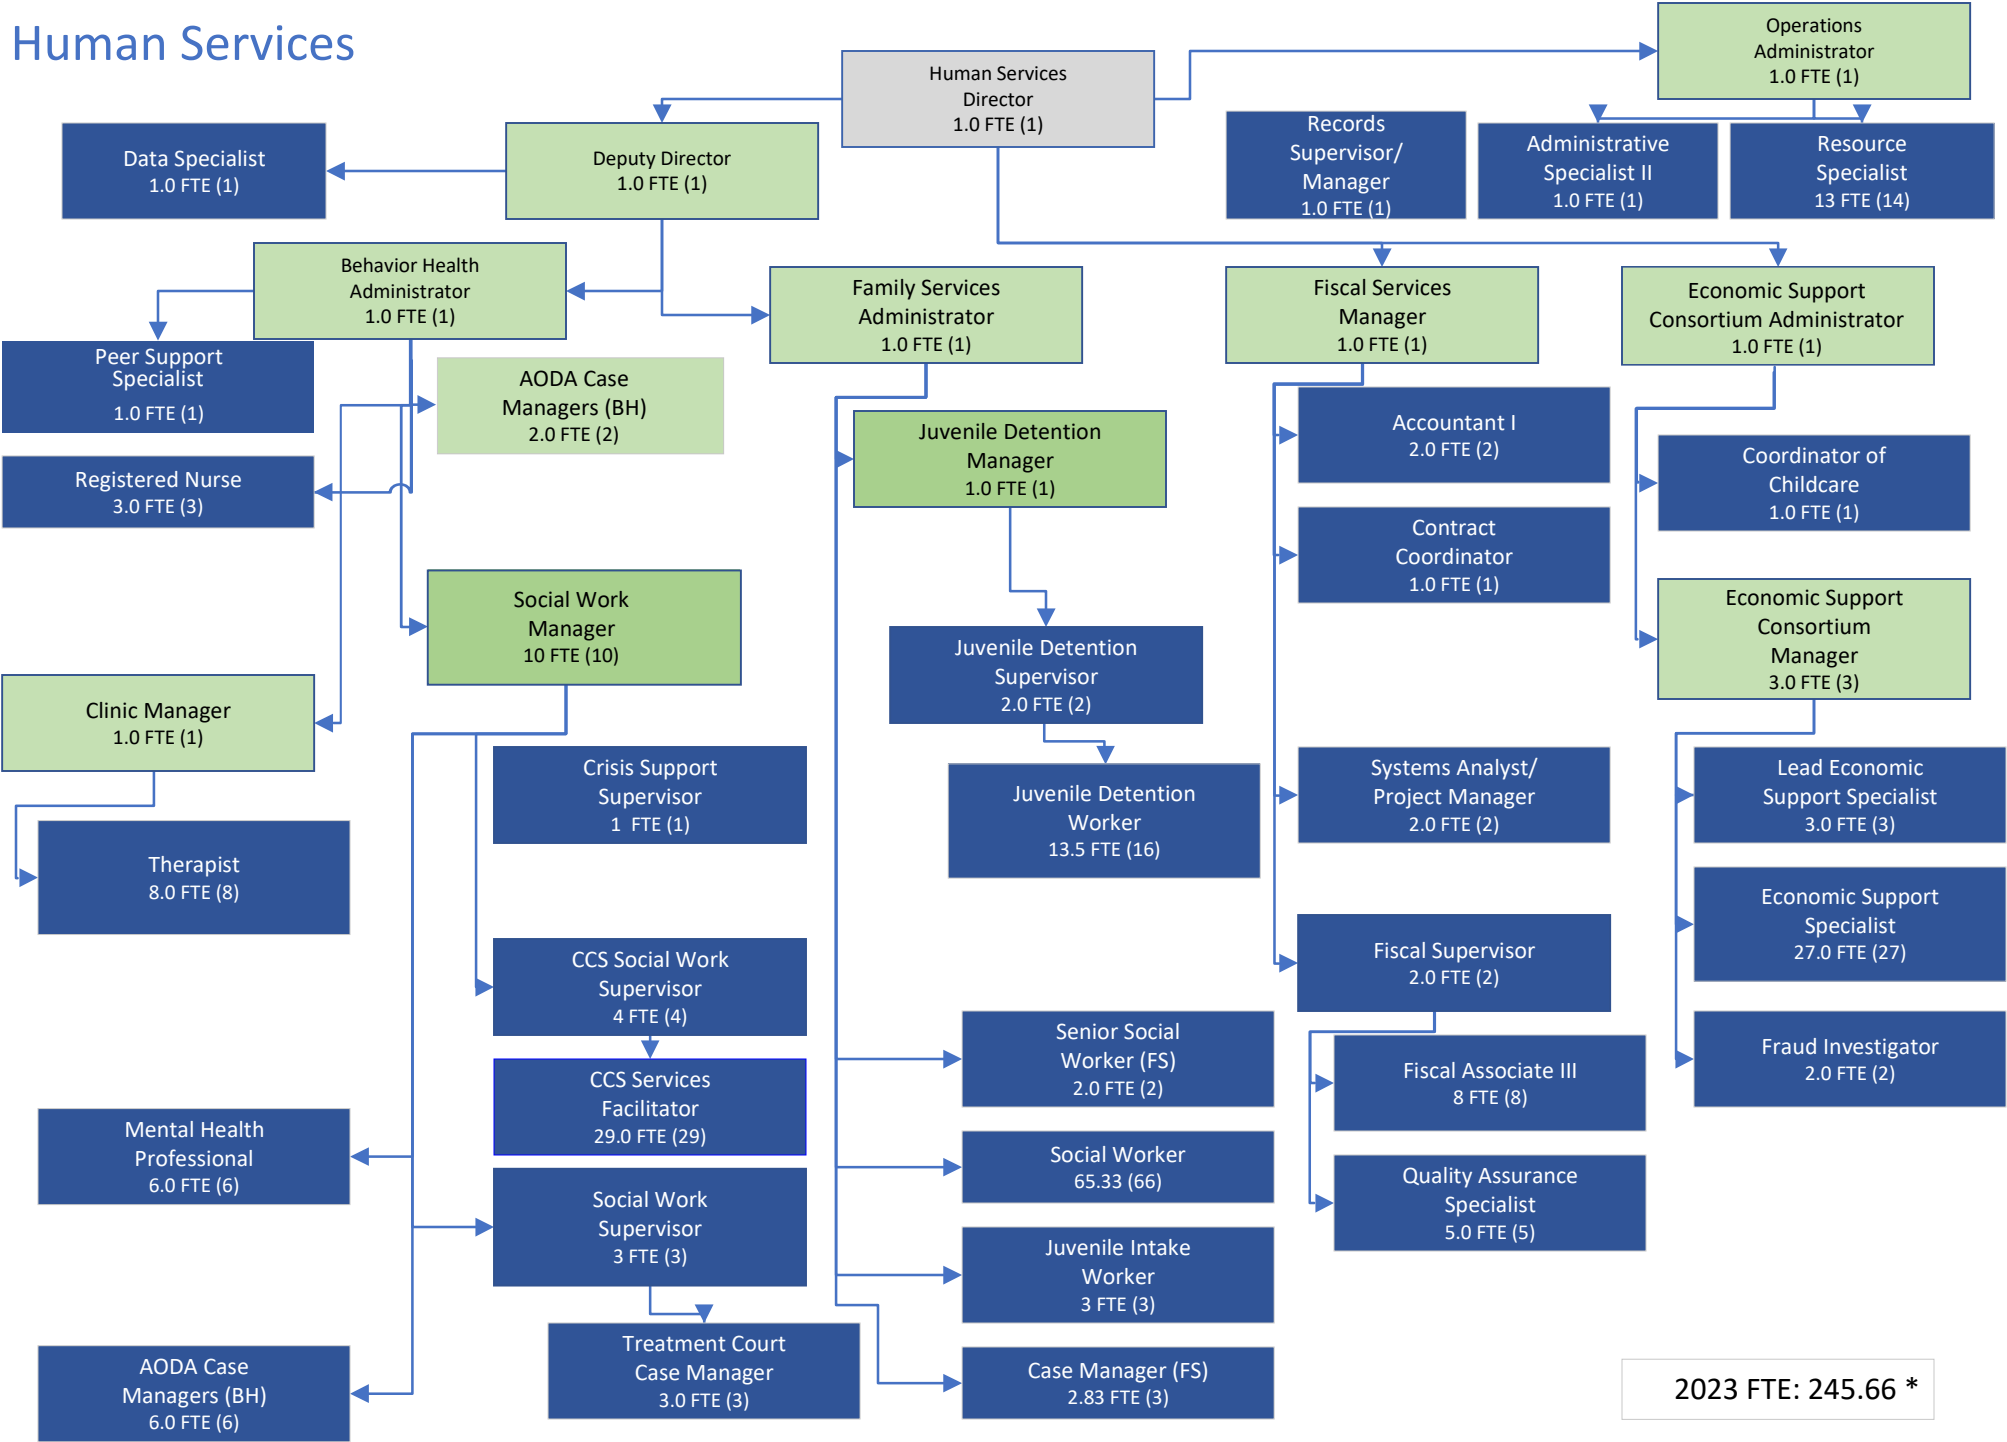 Human Services
Operations
Administrator
1.0 FTE (1)
Human Services
Director
1.0 FTE (1)
Records
Supervisor/
Manager
1.0 FTE (1)
Administrative
Specialist II
1.0 FTE (1)
Resource
Specialist
13 FTE (14)
Data Specialist
1.0 FTE (1)
Deputy Director
1.0 FTE (1)
Behavior Health
Administrator
1.0 FTE (1)
Family Services
Administrator
1.0 FTE (1)
Fiscal Services
Manager
1.0 FTE (1)
Economic Support
Consortium Administrator
1.0 FTE (1)
Peer Support
Specialist
1.0 FTE (1)
AODA Case
Managers (BH)
2.0 FTE (2)
Juvenile Detention
Manager
1.0 FTE (1)
Accountant I
2.0 FTE (2)
Coordinator of
Childcare
1.0 FTE (1)
Registered Nurse
3.0 FTE (3)
Contract
Coordinator
1.0 FTE (1)
Social Work
Manager
10 FTE (10)
Juvenile Detention
Supervisor
2.0 FTE (2)
Economic Support
Consortium
Manager
3.0 FTE (3)
Clinic Manager
1.0 FTE (1)
Crisis Support
Supervisor
1 FTE (1)
Juvenile Detention
Worker
13.5 FTE (16)
Systems Analyst/
Project Manager
2.0 FTE (2)
Lead Economic
Support Specialist
3.0 FTE (3)
Therapist
8.0 FTE (8)
Economic Support
Specialist
27.0 FTE (27)
CCS Social Work
Supervisor
4 FTE (4)
Fiscal Supervisor
2.0 FTE (2)
Senior Social
Worker (FS)
2.0 FTE (2)
Fraud Investigator
2.0 FTE (2)
CCS Services
Facilitator
29.0 FTE (29)
Fiscal Associate III
8 FTE (8)
Mental Health
Professional
6.0 FTE (6)
Social Worker
65.33 (66)
Quality Assurance
Specialist
5.0 FTE (5)
Social Work
Supervisor
3 FTE (3)
Juvenile Intake
Worker
3 FTE (3)
Treatment Court
Case Manager
3.0 FTE (3)
AODA Case
Managers (BH)
6.0 FTE (6)
Case Manager (FS)
2.83 FTE (3)
2023 FTE: 245.66 *